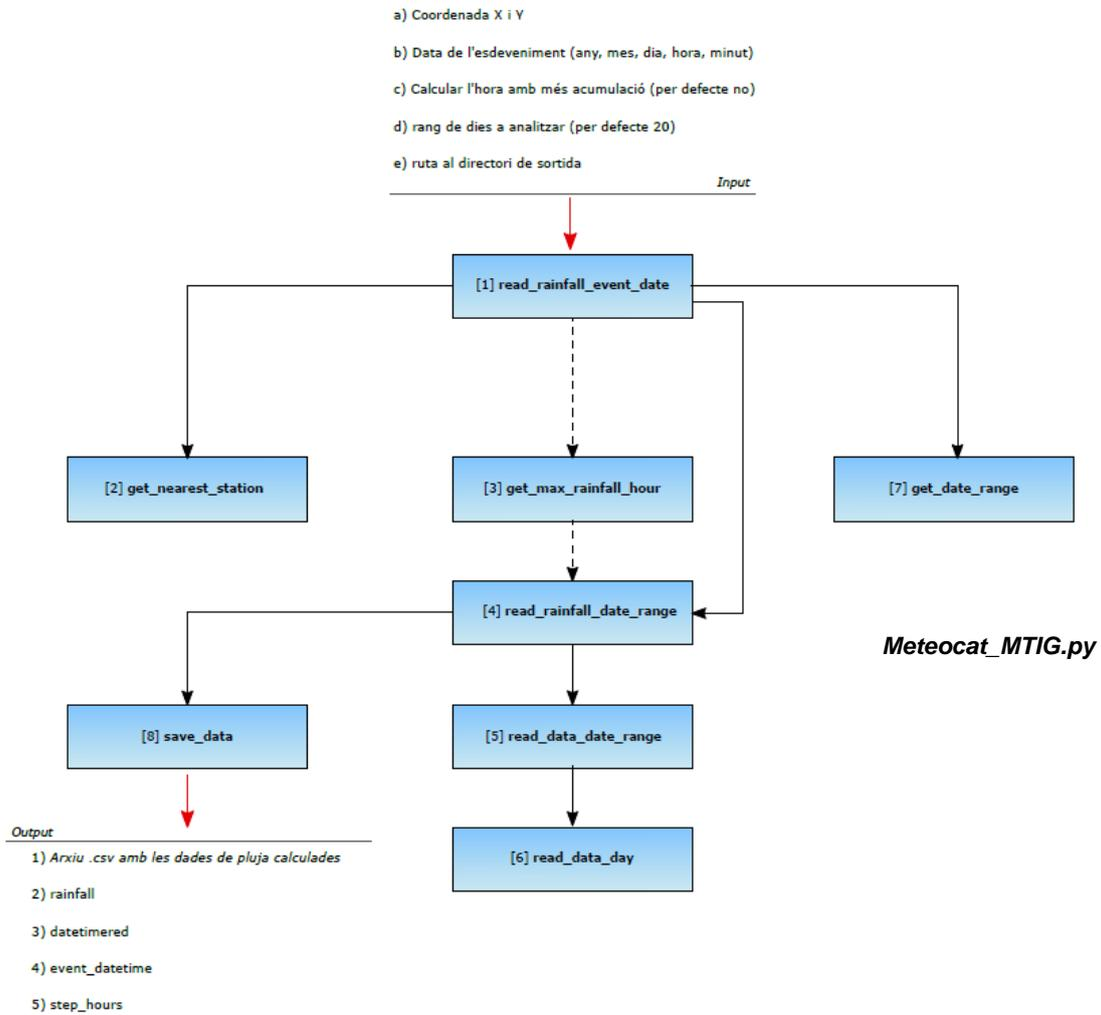 a) Coordenada X i Y
b) Data de l'esdeveniment (any, mes, dia, hora, minut)
c) Calcular l'hora amb més acumulació (per defecte no)
d) rang de dies a analitzar (per defecte 20)
e) ruta al directori de sortida
Input
[1] read_rainfall_event_date
[2] get_nearest_station
[3] get_max_rainfall_hour
[7] get_date_range
[4] read_rainfall_date_range
Meteocat_MTIG.py
[8] save_data
[5] read_data_date_range
[6] read_data_day
Output
1) Arxiu .csv amb les dades de pluja calculades
2) rainfall
3) datetimered
4) event_datetime
5) step_hours